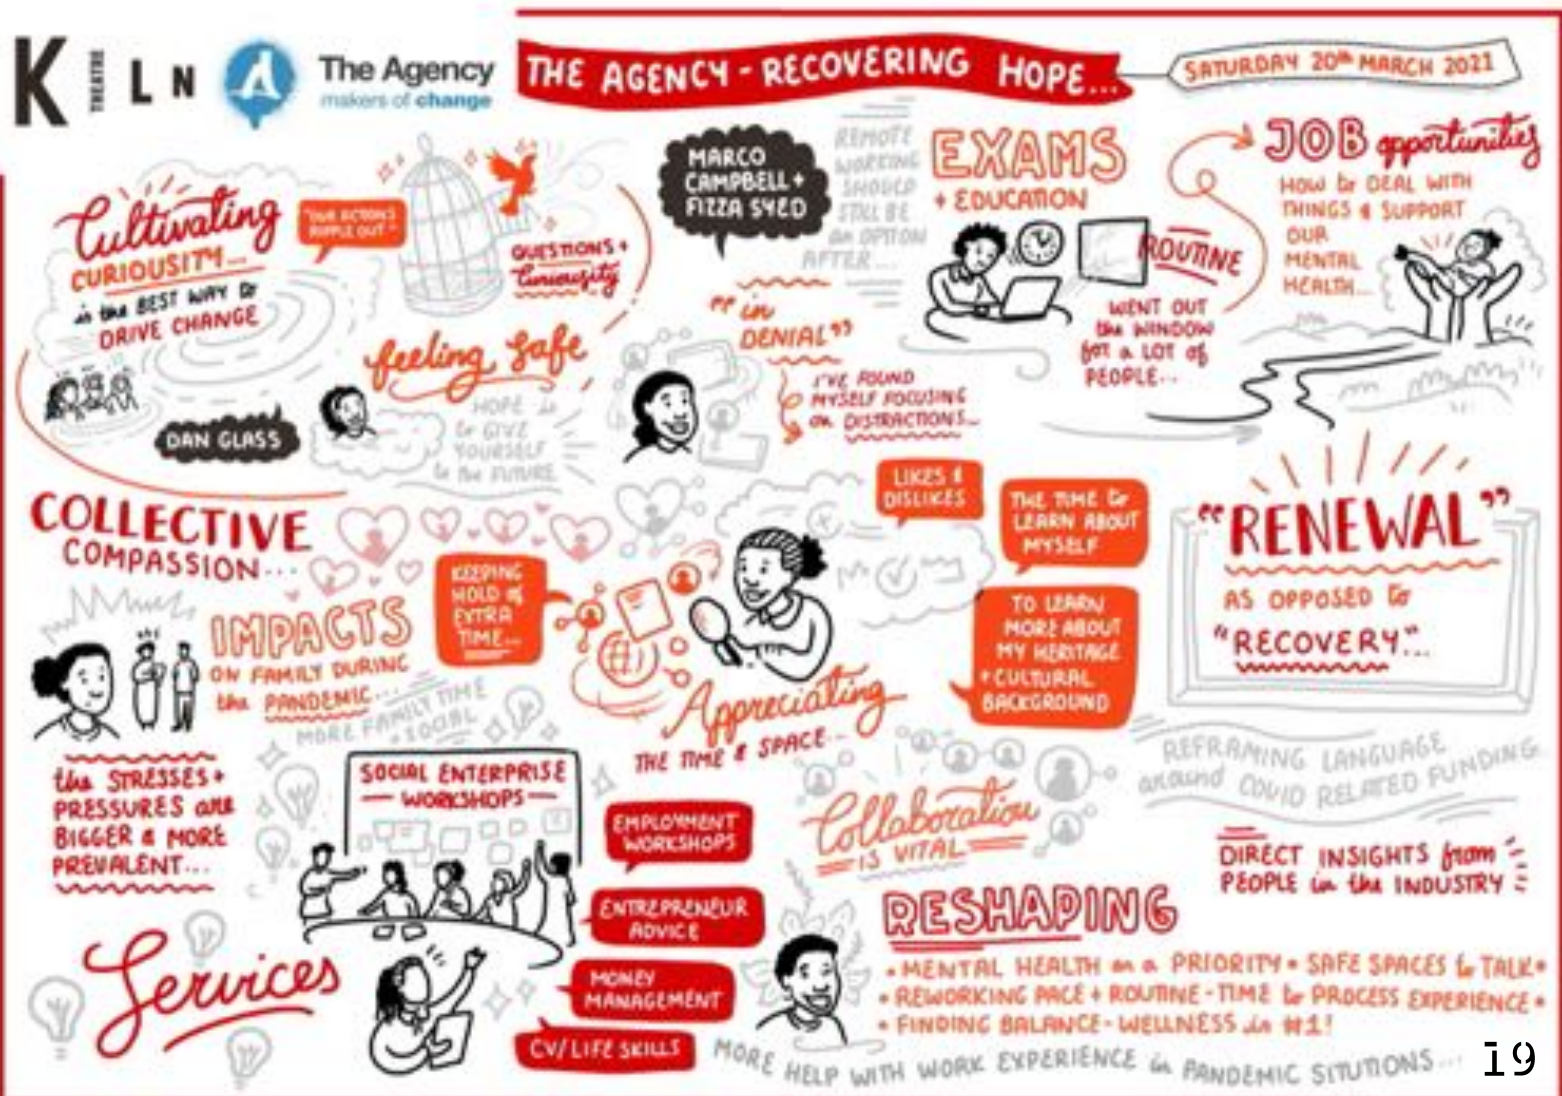 K THEATRE L N
The Agency
makers of change
THE AGENCY - RECOVERING HOPE...
SATURDAY 20th MARCH 2021
Cultivating
CURIOUSITY...
is the BEST WAY to
DRIVE CHANGE
"OUR ACTIONS
RIPPLE OUT"
QUESTIONS +
Curiousity
feeling safe
DAN GLASS
HOPE is
to GIVE
YOURSELF
to the FUTURE
MARCO
CAMPBELL +
FIZZA SYED
REMOTE
WORKING
SHOULD
STILL BE
an OPTION
AFTER...
"in
DENIAL"
I'VE FOUND
MYSELF FOCUSING
on DISTRACTIONS...
EXAMS
+ EDUCATION
ROUTINE
WENT OUT
the WINDOW
for a LOT of
PEOPLE...
JOB opportunities
HOW to DEAL WITH
THINGS & SUPPORT
OUR
MENTAL
HEALTH...
COLLECTIVE
COMPASSION...
IMPACTS
ON FAMILY DURING
the PANDEMIC...
MORE FAMILY TIME
+ SOCIAL
the STRESSES +
PRESSURES are
BIGGER & MORE
PREVALENT...
KEEPING
HOLD of
EXTRA
TIME...
LIKES &
DISLIKES
THE TIME to
LEARN ABOUT
MYSELF
TO LEARN
MORE ABOUT
MY HERITAGE
+ CULTURAL
BACKGROUND
Appreciating
THE TIME & SPACE...
"RENEWAL"
AS OPPOSED to
"RECOVERY"...
REFRAMING LANGUAGE
around COVID RELATED FUNDING
SOCIAL ENTERPRISE
WORKSHOPS
Services
EMPLOYMENT
WORKSHOPS
ENTREPRENEUR
ADVICE
MONEY
MANAGEMENT
CV/LIFE SKILLS
Collaboration
IS VITAL
DIRECT INSIGHTS from
PEOPLE in the INDUSTRY
RESHAPING
• MENTAL HEALTH as a PRIORITY • SAFE SPACES to TALK •
• REWORKING PACE + ROUTINE - TIME to PROCESS EXPERIENCE •
• FINDING BALANCE - WELLNESS is #1!
MORE HELP WITH WORK EXPERIENCE in PANDEMIC SITUTIONS...
19